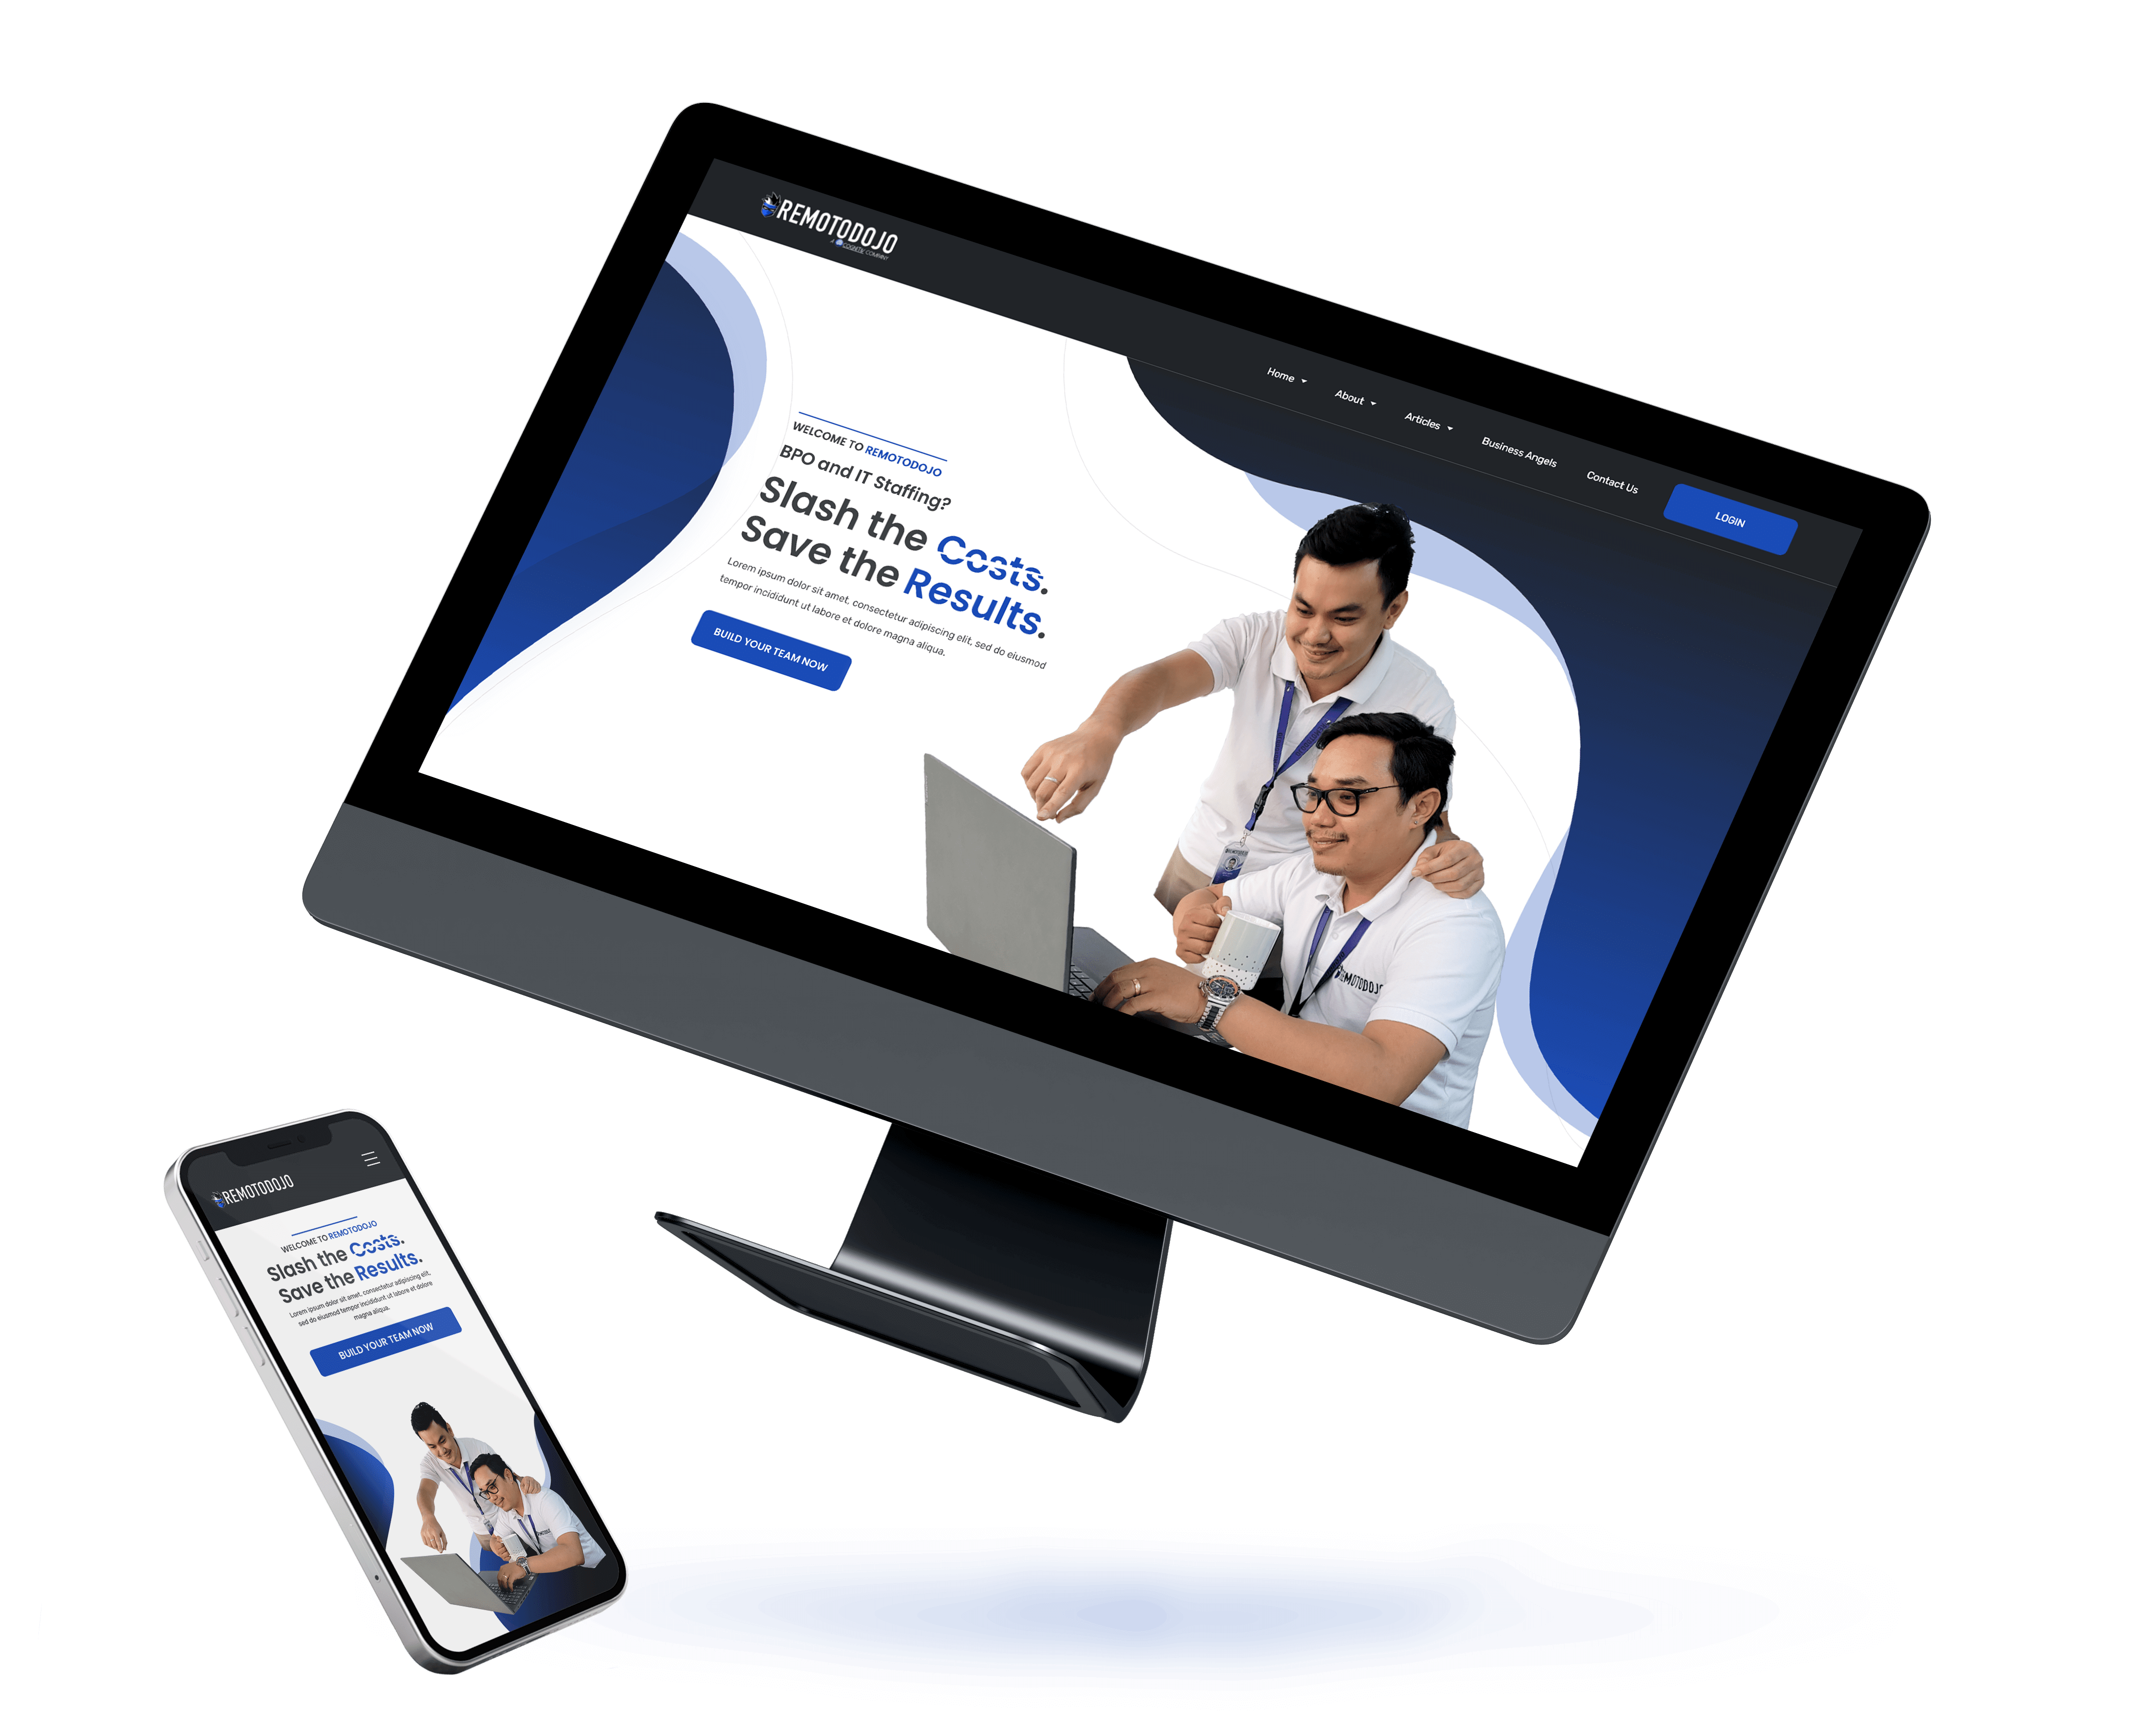 REMOTODOJO
A LOGICTIC COMPANY
Home
About
Articles
Business Angels
Contact Us
LOGIN
WELCOME TO REMOTODOJO
BPO and IT Staffing?
Slash the Costs.
Save the Results.
Lorem ipsum dolor sit amet, consectetur adipiscing elit, sed do eiusmod
tempor incididunt ut labore et dolore magna aliqua.
BUILD YOUR TEAM NOW
REMOTODOJO
REMOTODOJO
WELCOME TO REMOTODOJO
Slash the Costs.
Save the Results.
Lorem ipsum dolor sit amet, consectetur adipiscing elit,
sed do eiusmod tempor incididunt ut labore et dolore
magna aliqua.
BUILD YOUR TEAM NOW